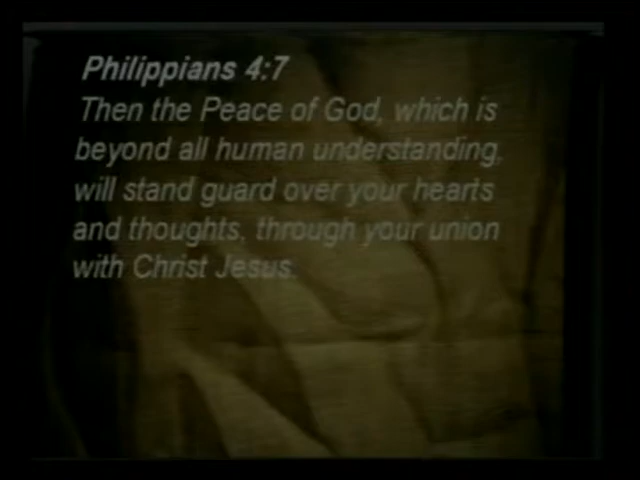 Philippians 4:7
Then the Peace of God, which is
beyond all human understanding,
will stand guard over your hearts
and thoughts, through your union
with Christ Jesus.